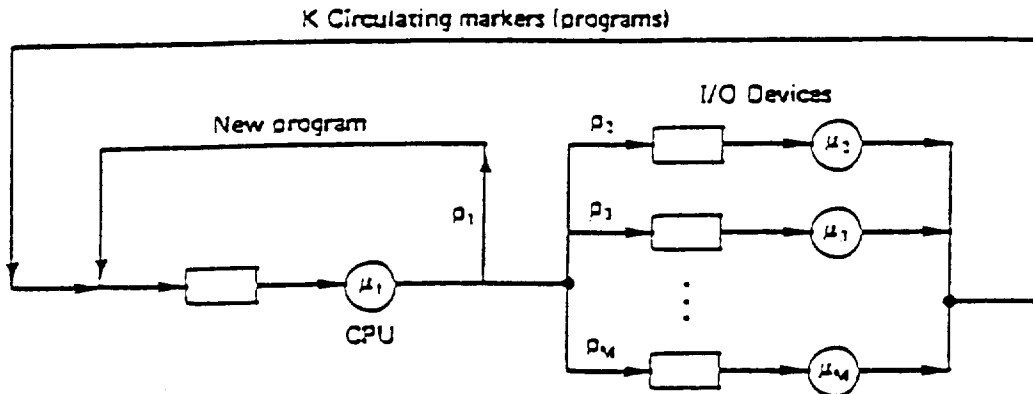 K Circulating markers (programs)
I/O Devices
New program
p₂
μ₂
p₁
p₃
μ₃
μ₁
CPU
p_M
μ_M